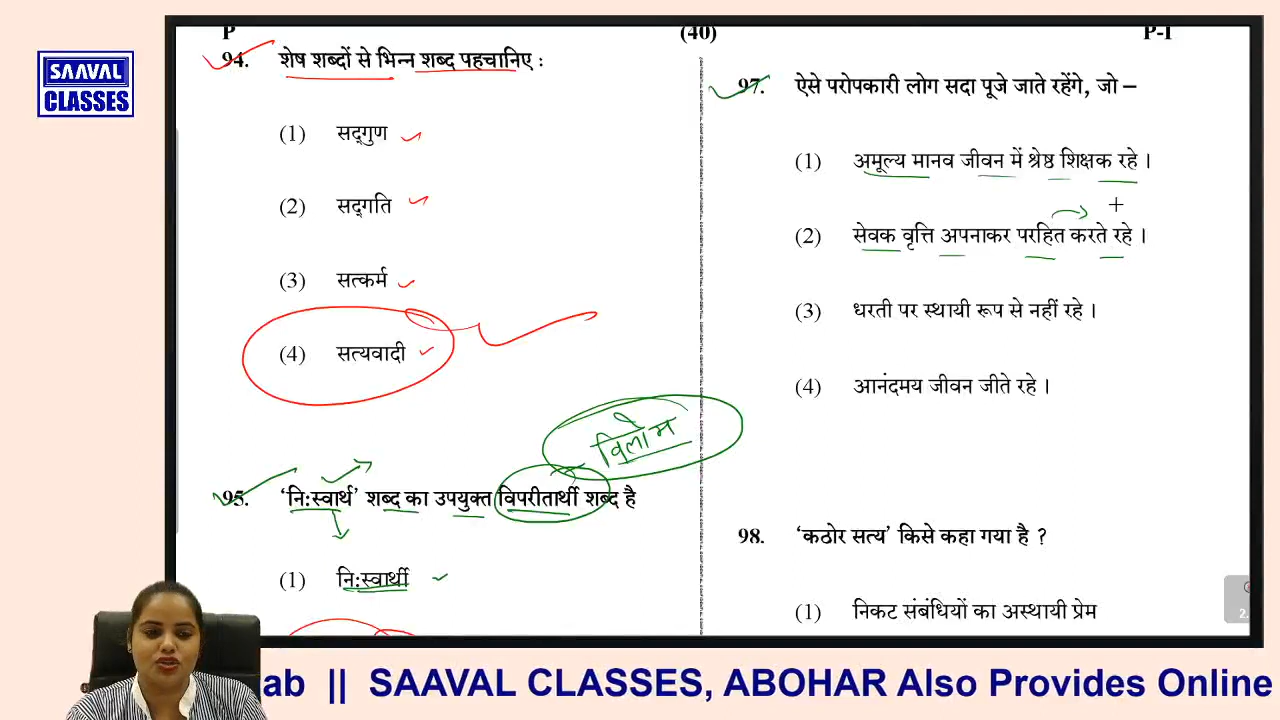 P
(40)
P-I
SAAVAL
CLASSES
94. शेष शब्दों से भिन्न शब्द पहचानिए :
(1) सद्‌गुण
(2) सद्‌गति
(3) सत्कर्म
(4) सत्यवादी
विलोम
95. ‘निःस्वार्थ’ शब्द का उपयुक्त विपरीतार्थी शब्द है
(1) निःस्वार्थी
97. ऐसे परोपकारी लोग सदा पूजे जाते रहेंगे, जो –
(1) अमूल्य मानव जीवन में श्रेष्ठ शिक्षक रहे ।
(2) सेवक वृत्ति अपनाकर परहित करते रहे ।
(3) धरती पर स्थायी रूप से नहीं रहे ।
(4) आनंदमय जीवन जीते रहे ।
98. ‘कठोर सत्य’ किसे कहा गया है ?
(1) निकट संबंधियों का अस्थायी प्रेम
2.
ab || SAAVAL CLASSES, ABOHAR Also Provides Online